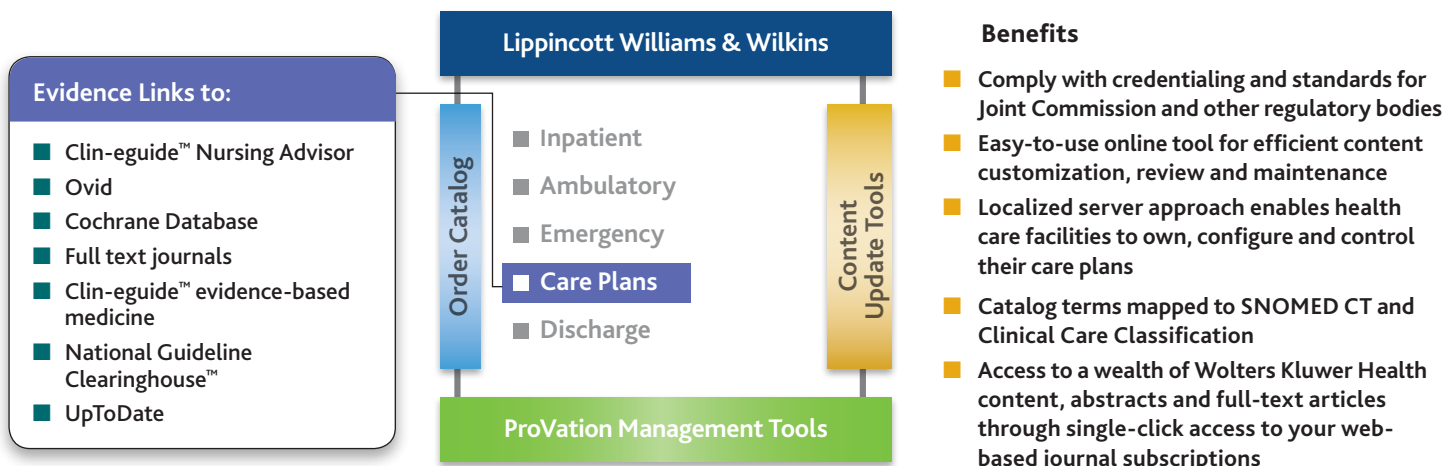 Evidence Links to:
Clin-eguide™ Nursing Advisor
Ovid
Cochrane Database
Full text journals
Clin-eguide™ evidence-based
medicine
National Guideline
Clearinghouse™
UpToDate
Lippincott Williams & Wilkins
Order Catalog
Inpatient
Ambulatory
Emergency
Care Plans
Discharge
Content
Update Tools
ProVation Management Tools
Benefits
Comply with credentialing and standards for
Joint Commission and other regulatory bodies
Easy-to-use online tool for efficient content
customization, review and maintenance
Localized server approach enables health
care facilities to own, configure and control
their care plans
Catalog terms mapped to SNOMED CT and
Clinical Care Classification
Access to a wealth of Wolters Kluwer Health
content, abstracts and full-text articles
through single-click access to your web-
based journal subscriptions